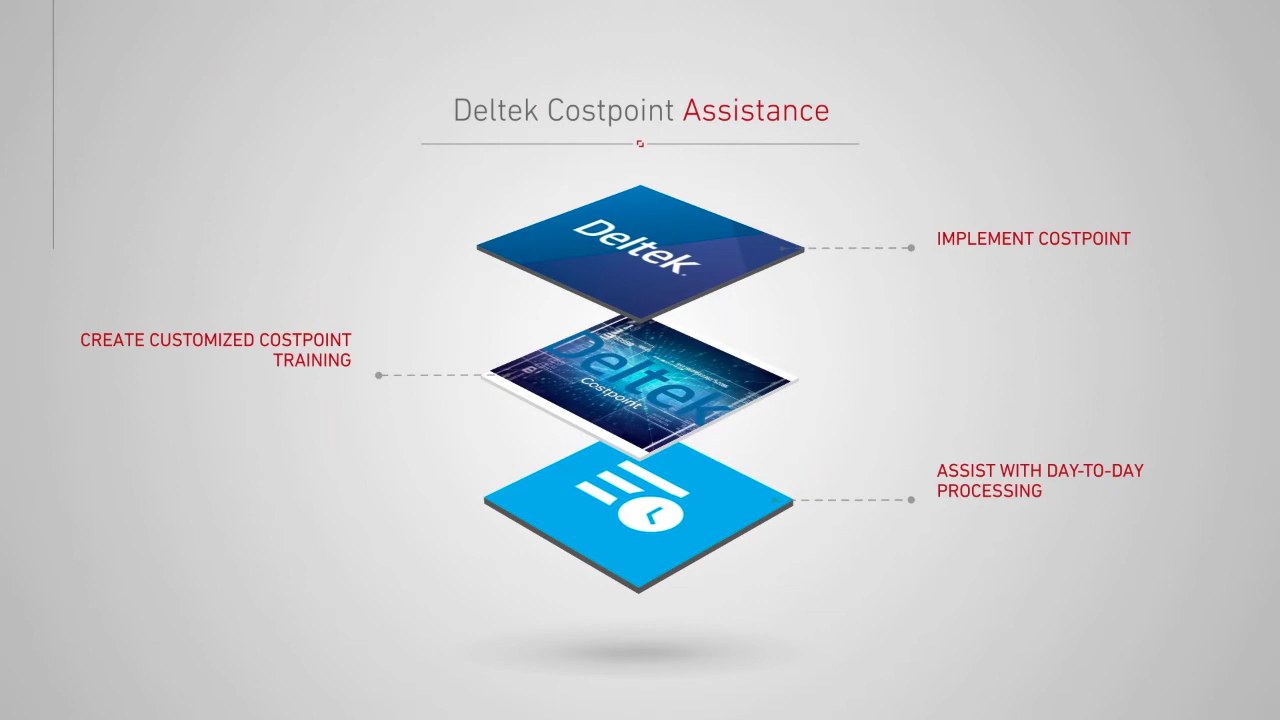 Deltek Costpoint Assistance
Deltek.
IMPLEMENT COSTPOINT
CREATE CUSTOMIZED COSTPOINT
TRAINING
Deltek
Costpoint
ASSIST WITH DAY-TO-DAY
PROCESSING